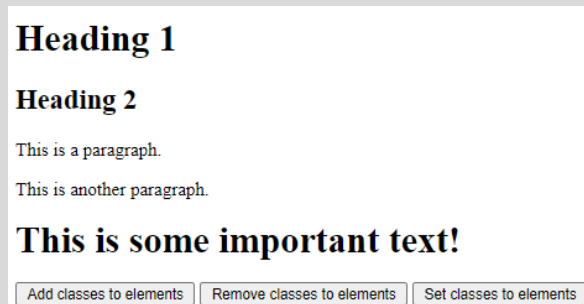 Heading 1
Heading 2
This is a paragraph.
This is another paragraph.
This is some important text!
Add classes to elements Remove classes to elements Set classes to elements